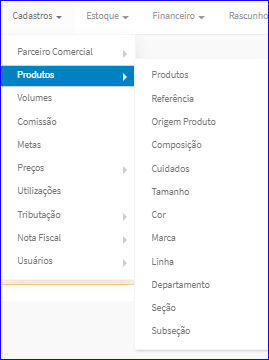 Cadastros Estoque Financeiro Rascunho
Parceiro Comercial
Produtos
Volumes
Comissão
Metas
Preços
Utilizações
Tributação
Nota Fiscal
Usuários
Produtos
Referência
Origem Produto
Composição
Cuidados
Tamanho
Cor
Marca
Linha
Departamento
Seção
Subseção